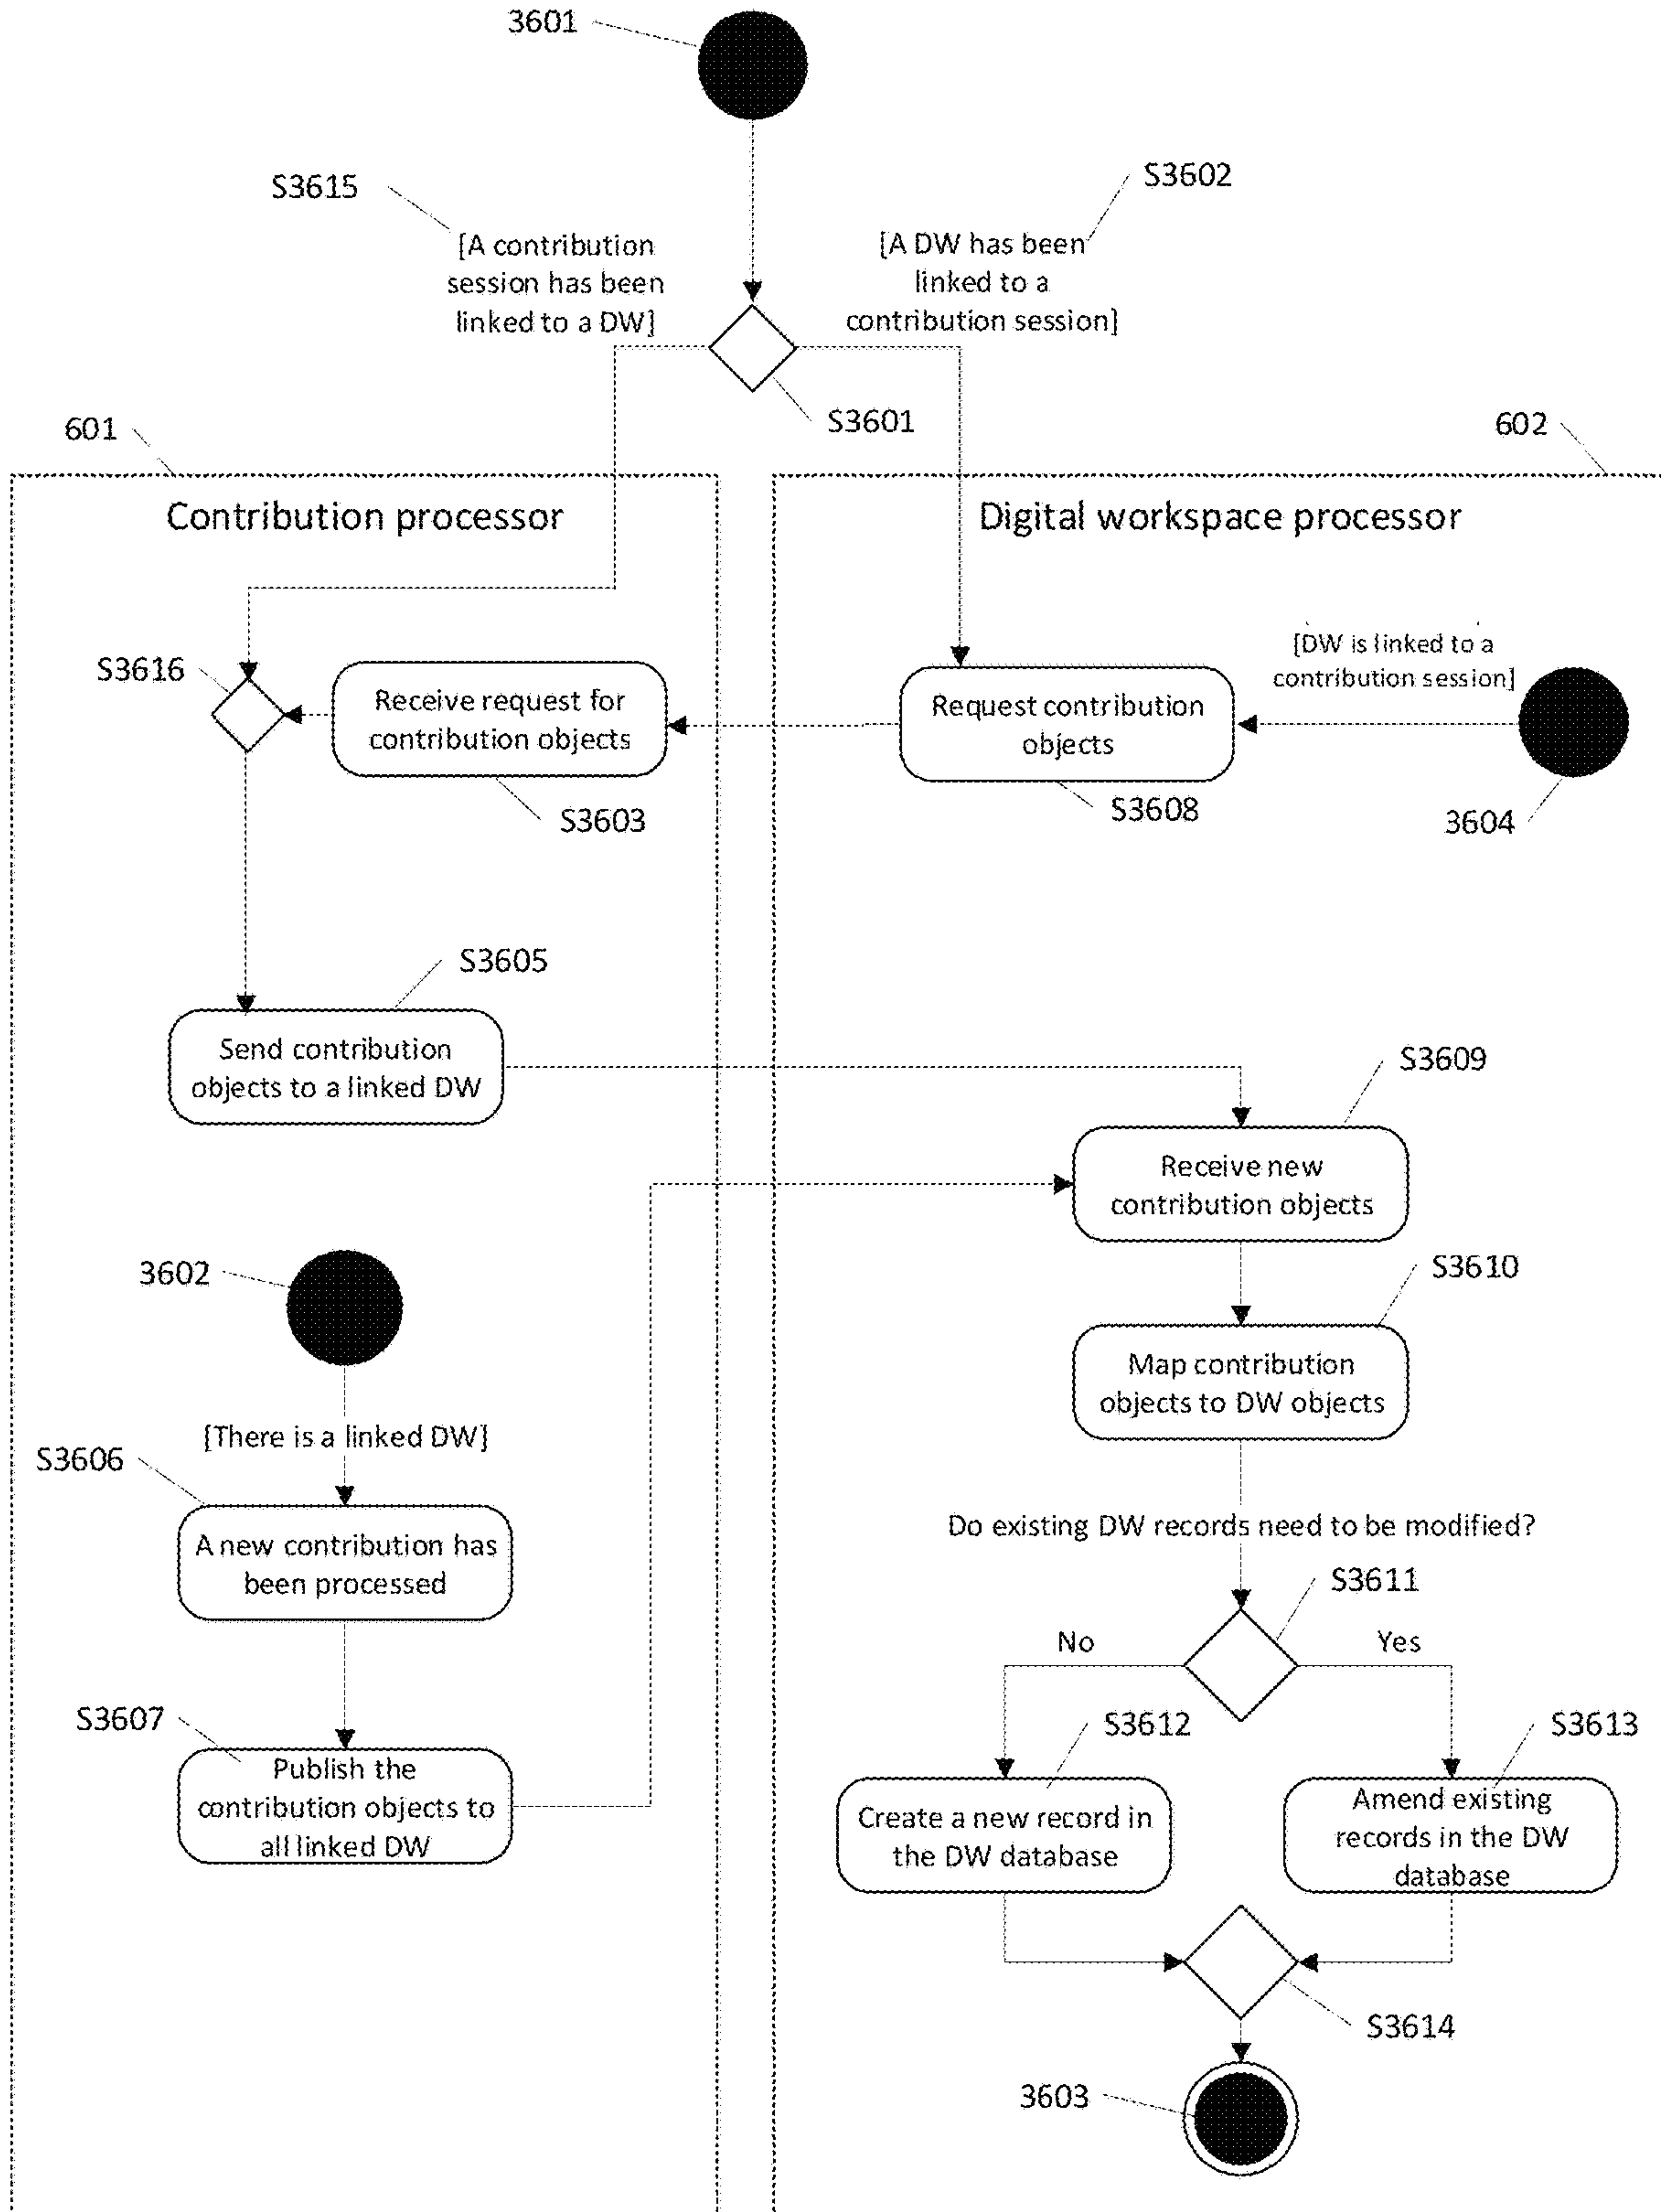 3601
S3615
S3602
[A contribution
session has been
linked to a DW]
[A DW has been
linked to a
contribution session]
S3601
601
602
Contribution processor
Digital workspace processor
[DW is linked to a
contribution session]
S3616
Receive request for
contribution objects
Request contribution
objects
S3603
S3608
3604
S3605
Send contribution
objects to a linked DW
S3609
Receive new
contribution objects
3602
S3610
Map contribution
objects to DW objects
[There is a linked DW]
S3606
A new contribution has
been processed
Do existing DW records need to be modified?
S3611
No
Yes
S3607
Publish the
contribution objects to
all linked DW
S3612
S3613
Create a new record in
the DW database
Amend existing
records in the DW
database
S3614
3603